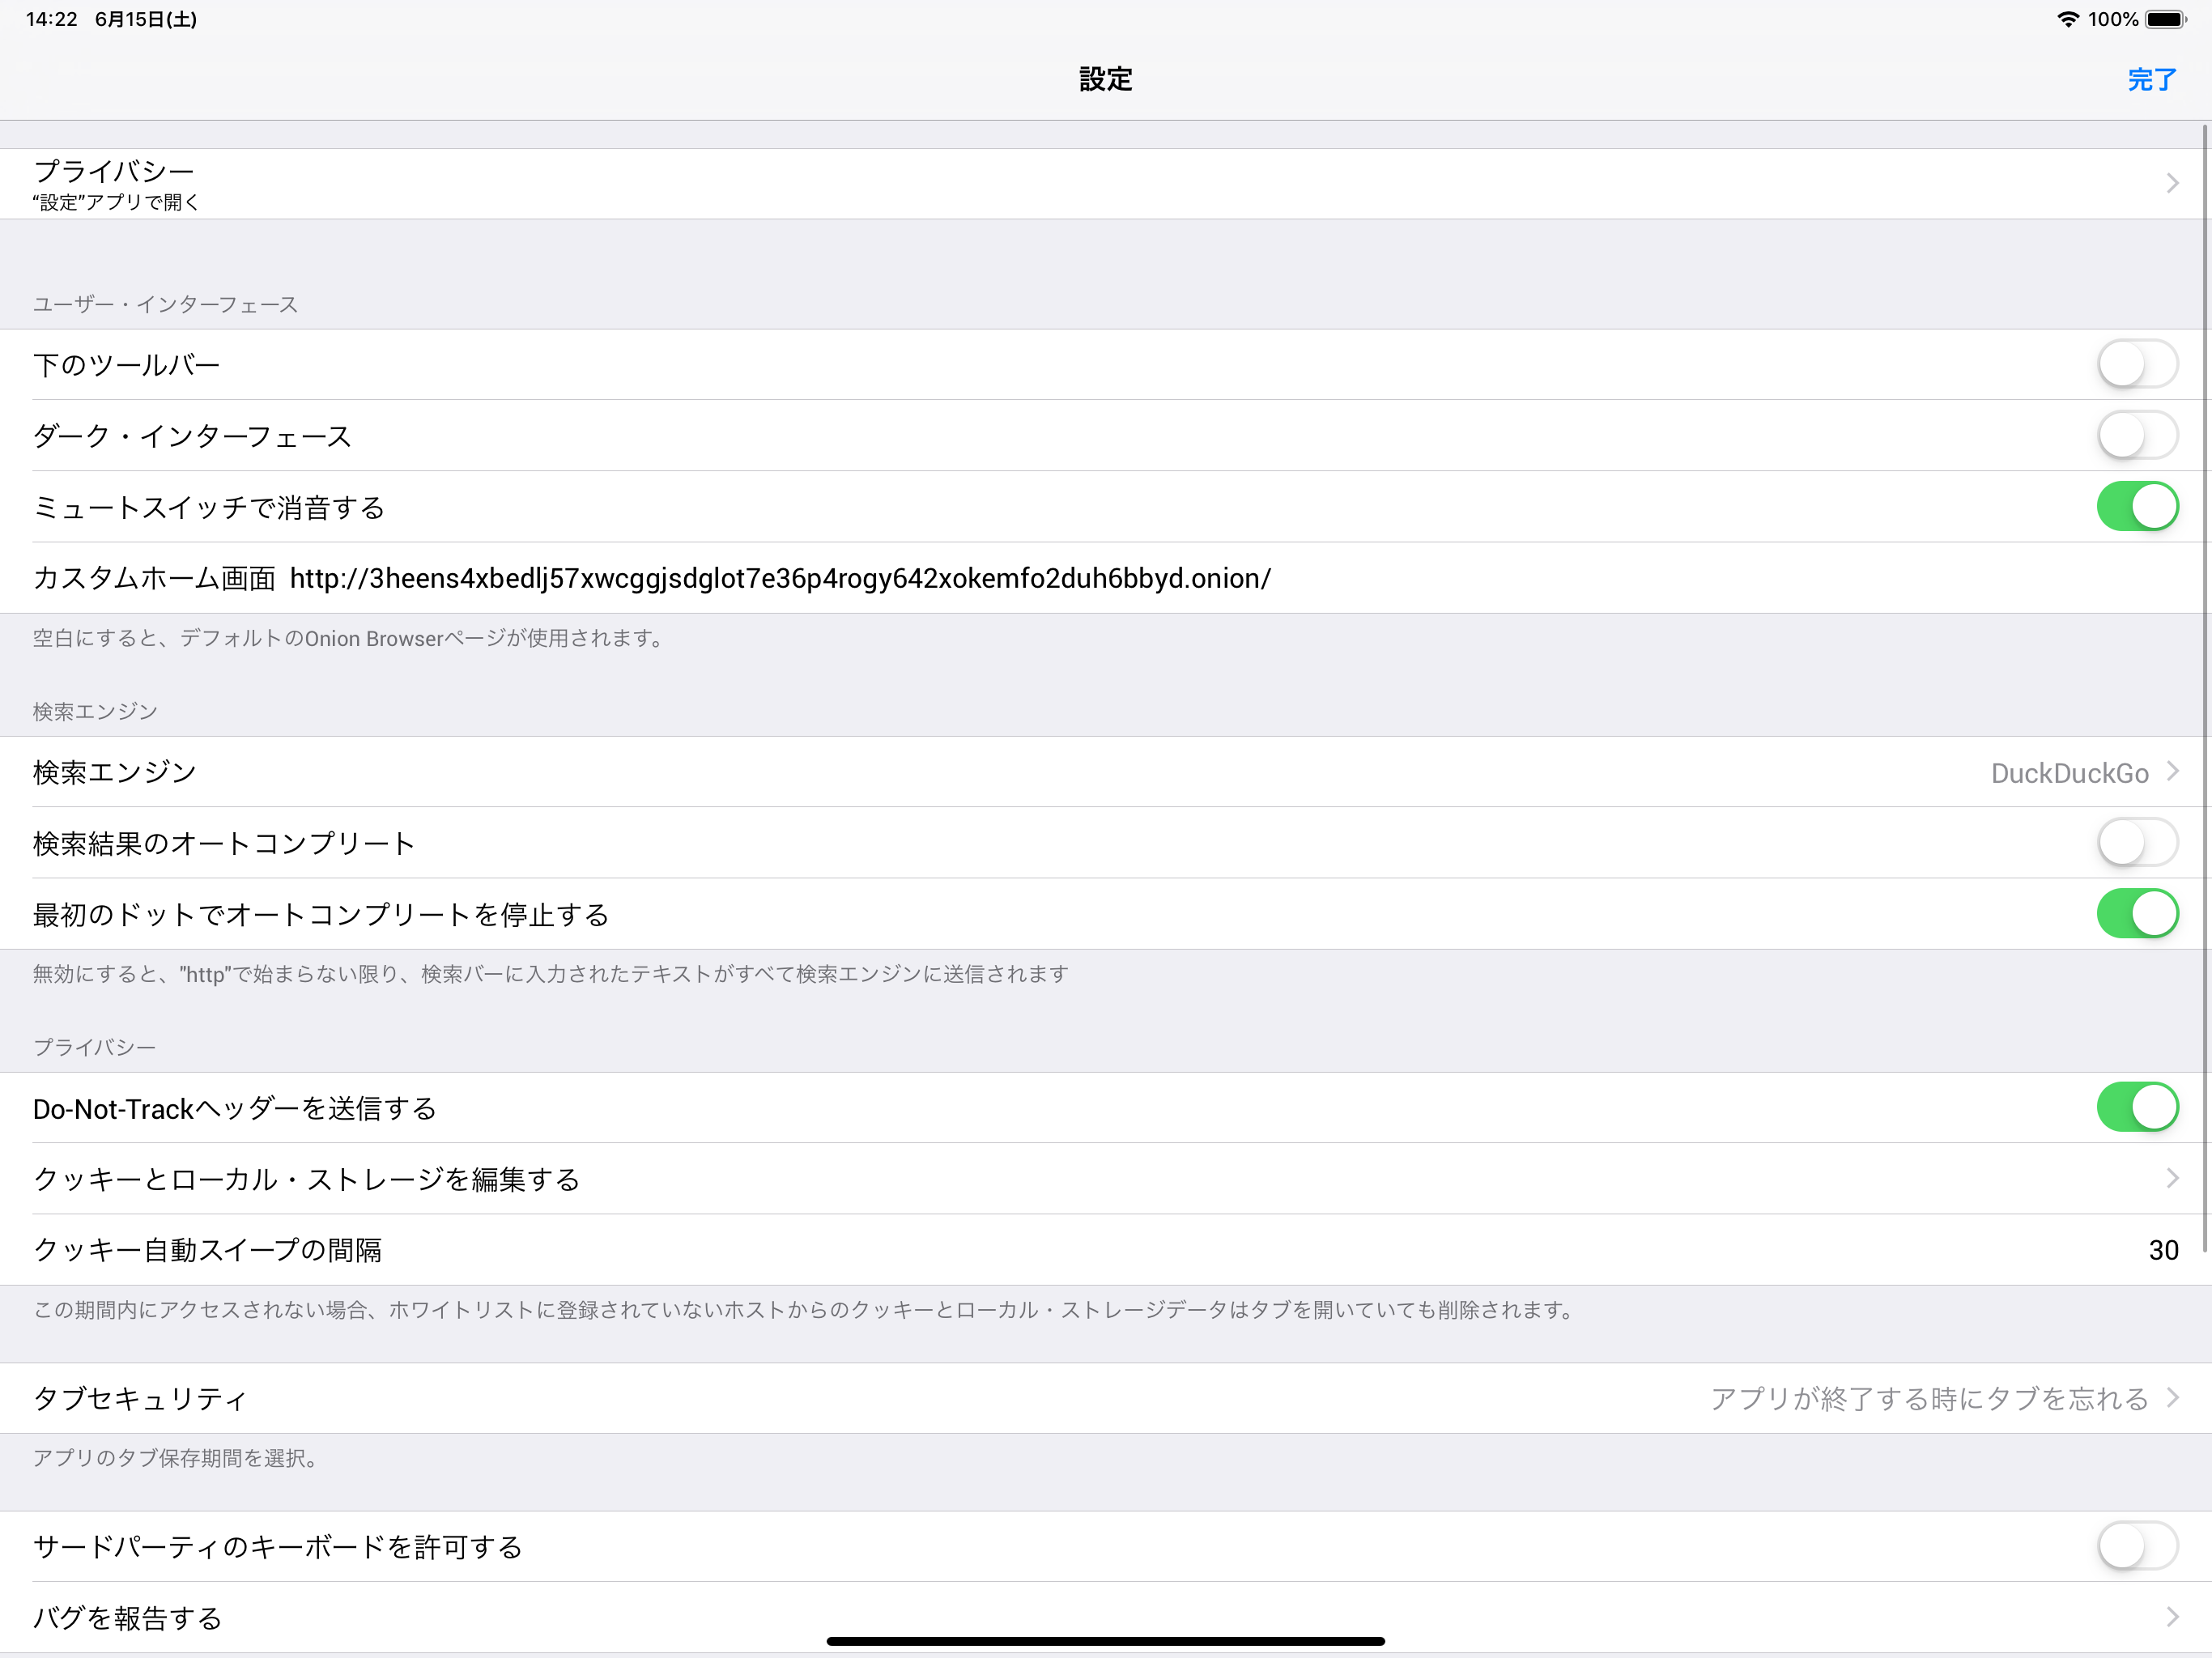 14:22 6月15日(土) 100%
設定 完了
プライバシー
“設定”アプリで開く
ユーザー・インターフェース
下のツールバー
ダーク・インターフェース
ミュートスイッチで消音する
カスタムホーム画面 http://3heens4xbedlj57xwcggjsdglot7e36p4rogy642xokemfo2duh6bbyd.onion/
空白にすると、デフォルトのOnion Browserページが使用されます。
検索エンジン
検索エンジン DuckDuckGo
検索結果のオートコンプリート
最初のドットでオートコンプリートを停止する
無効にすると、"http"で始まらない限り、検索バーに入力されたテキストがすべて検索エンジンに送信されます
プライバシー
Do-Not-Trackヘッダーを送信する
クッキーとローカル・ストレージを編集する
クッキー自動スイープの間隔 30
この期間内にアクセスされない場合、ホワイトリストに登録されていないホストからのクッキーとローカル・ストレージデータはタブを開いていても削除されます。
タブセキュリティ アプリが終了する時にタブを忘れる
アプリのタブ保存期間を選択。
サードパーティのキーボードを許可する
バグを報告する